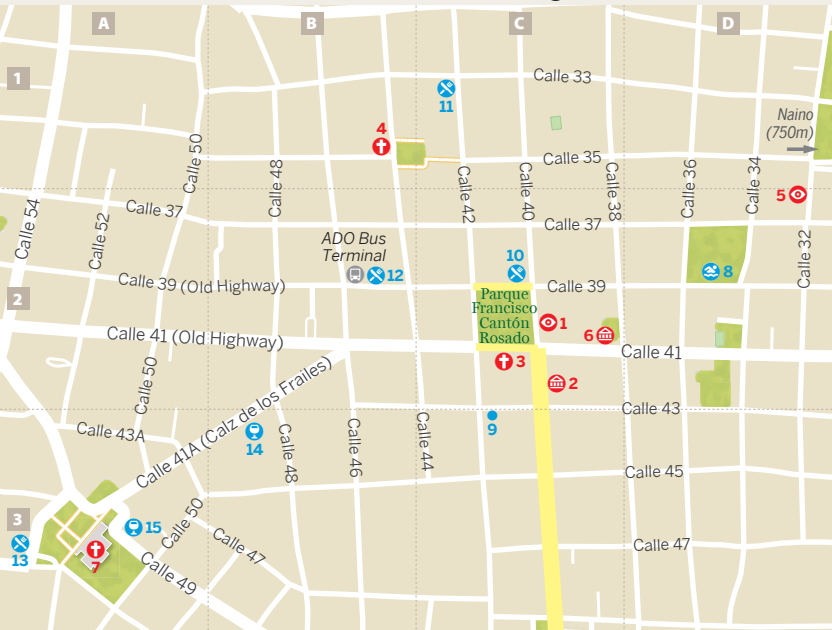 A
B
C
D
1
Calle 33
11
Naino
(750m)
4
Calle 50
Calle 35
Calle 48
Calle 42
Calle 40
Calle 38
Calle 36
Calle 34
5
Calle 54
Calle 52
Calle 37
Calle 37
Calle 32
ADO Bus
Terminal
12
10
8
Calle 39 (Old Highway)
Calle 39
2
Parque
Francisco
Cantón
Rosado
1
6
Calle 41 (Old Highway)
Calle 41
3
2
Calle 50
Calle 43
9
Calle 43A
Calle 41A (Calz de los Frailes)
14
Calle 48
Calle 46
Calle 44
Calle 45
3
15
Calle 50
Calle 47
Calle 47
13
7
Calle 49